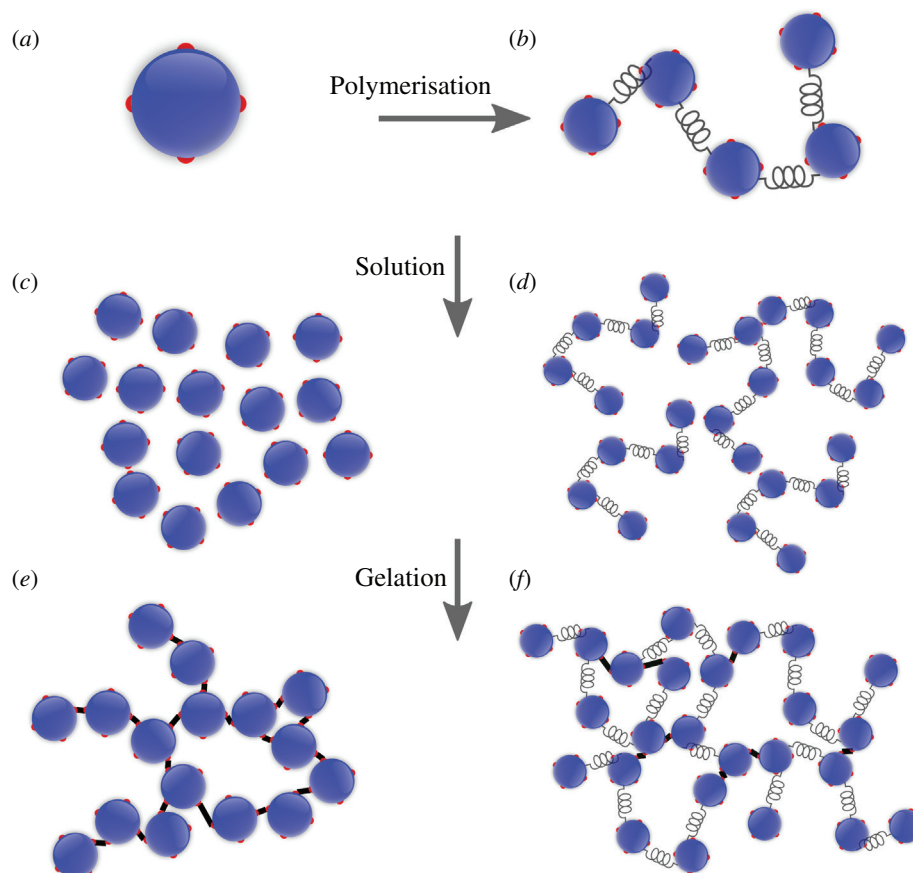 (a)
Polymerisation
(b)
(c)
Solution
(d)
(e)
Gelation
(f)